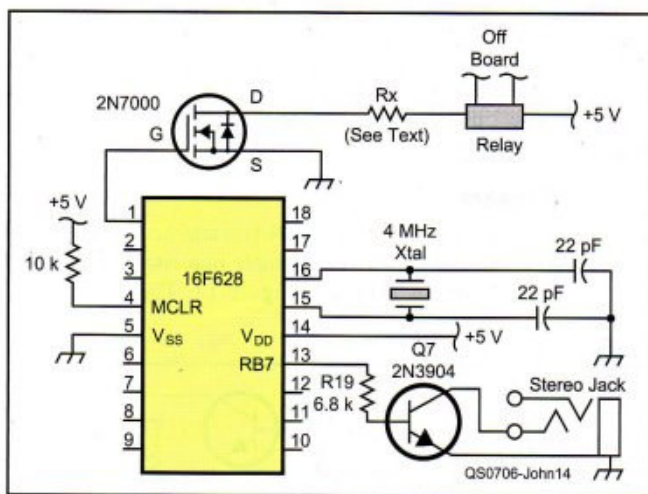 Off
Board
2N7000
D
Rx
+5 V
G
(See Text)
Relay
S
+5 V
1
18
2
17
4 MHz
Xtal
10 k
3
16F628
16
22 pF
4
MCLR
15
22 pF
5
VSS
VDD
14
+5 V
6
RB7
13
Q7
2N3904
7
12
R19
6.8 k
Stereo Jack
8
11
9
10
QS0706-John14